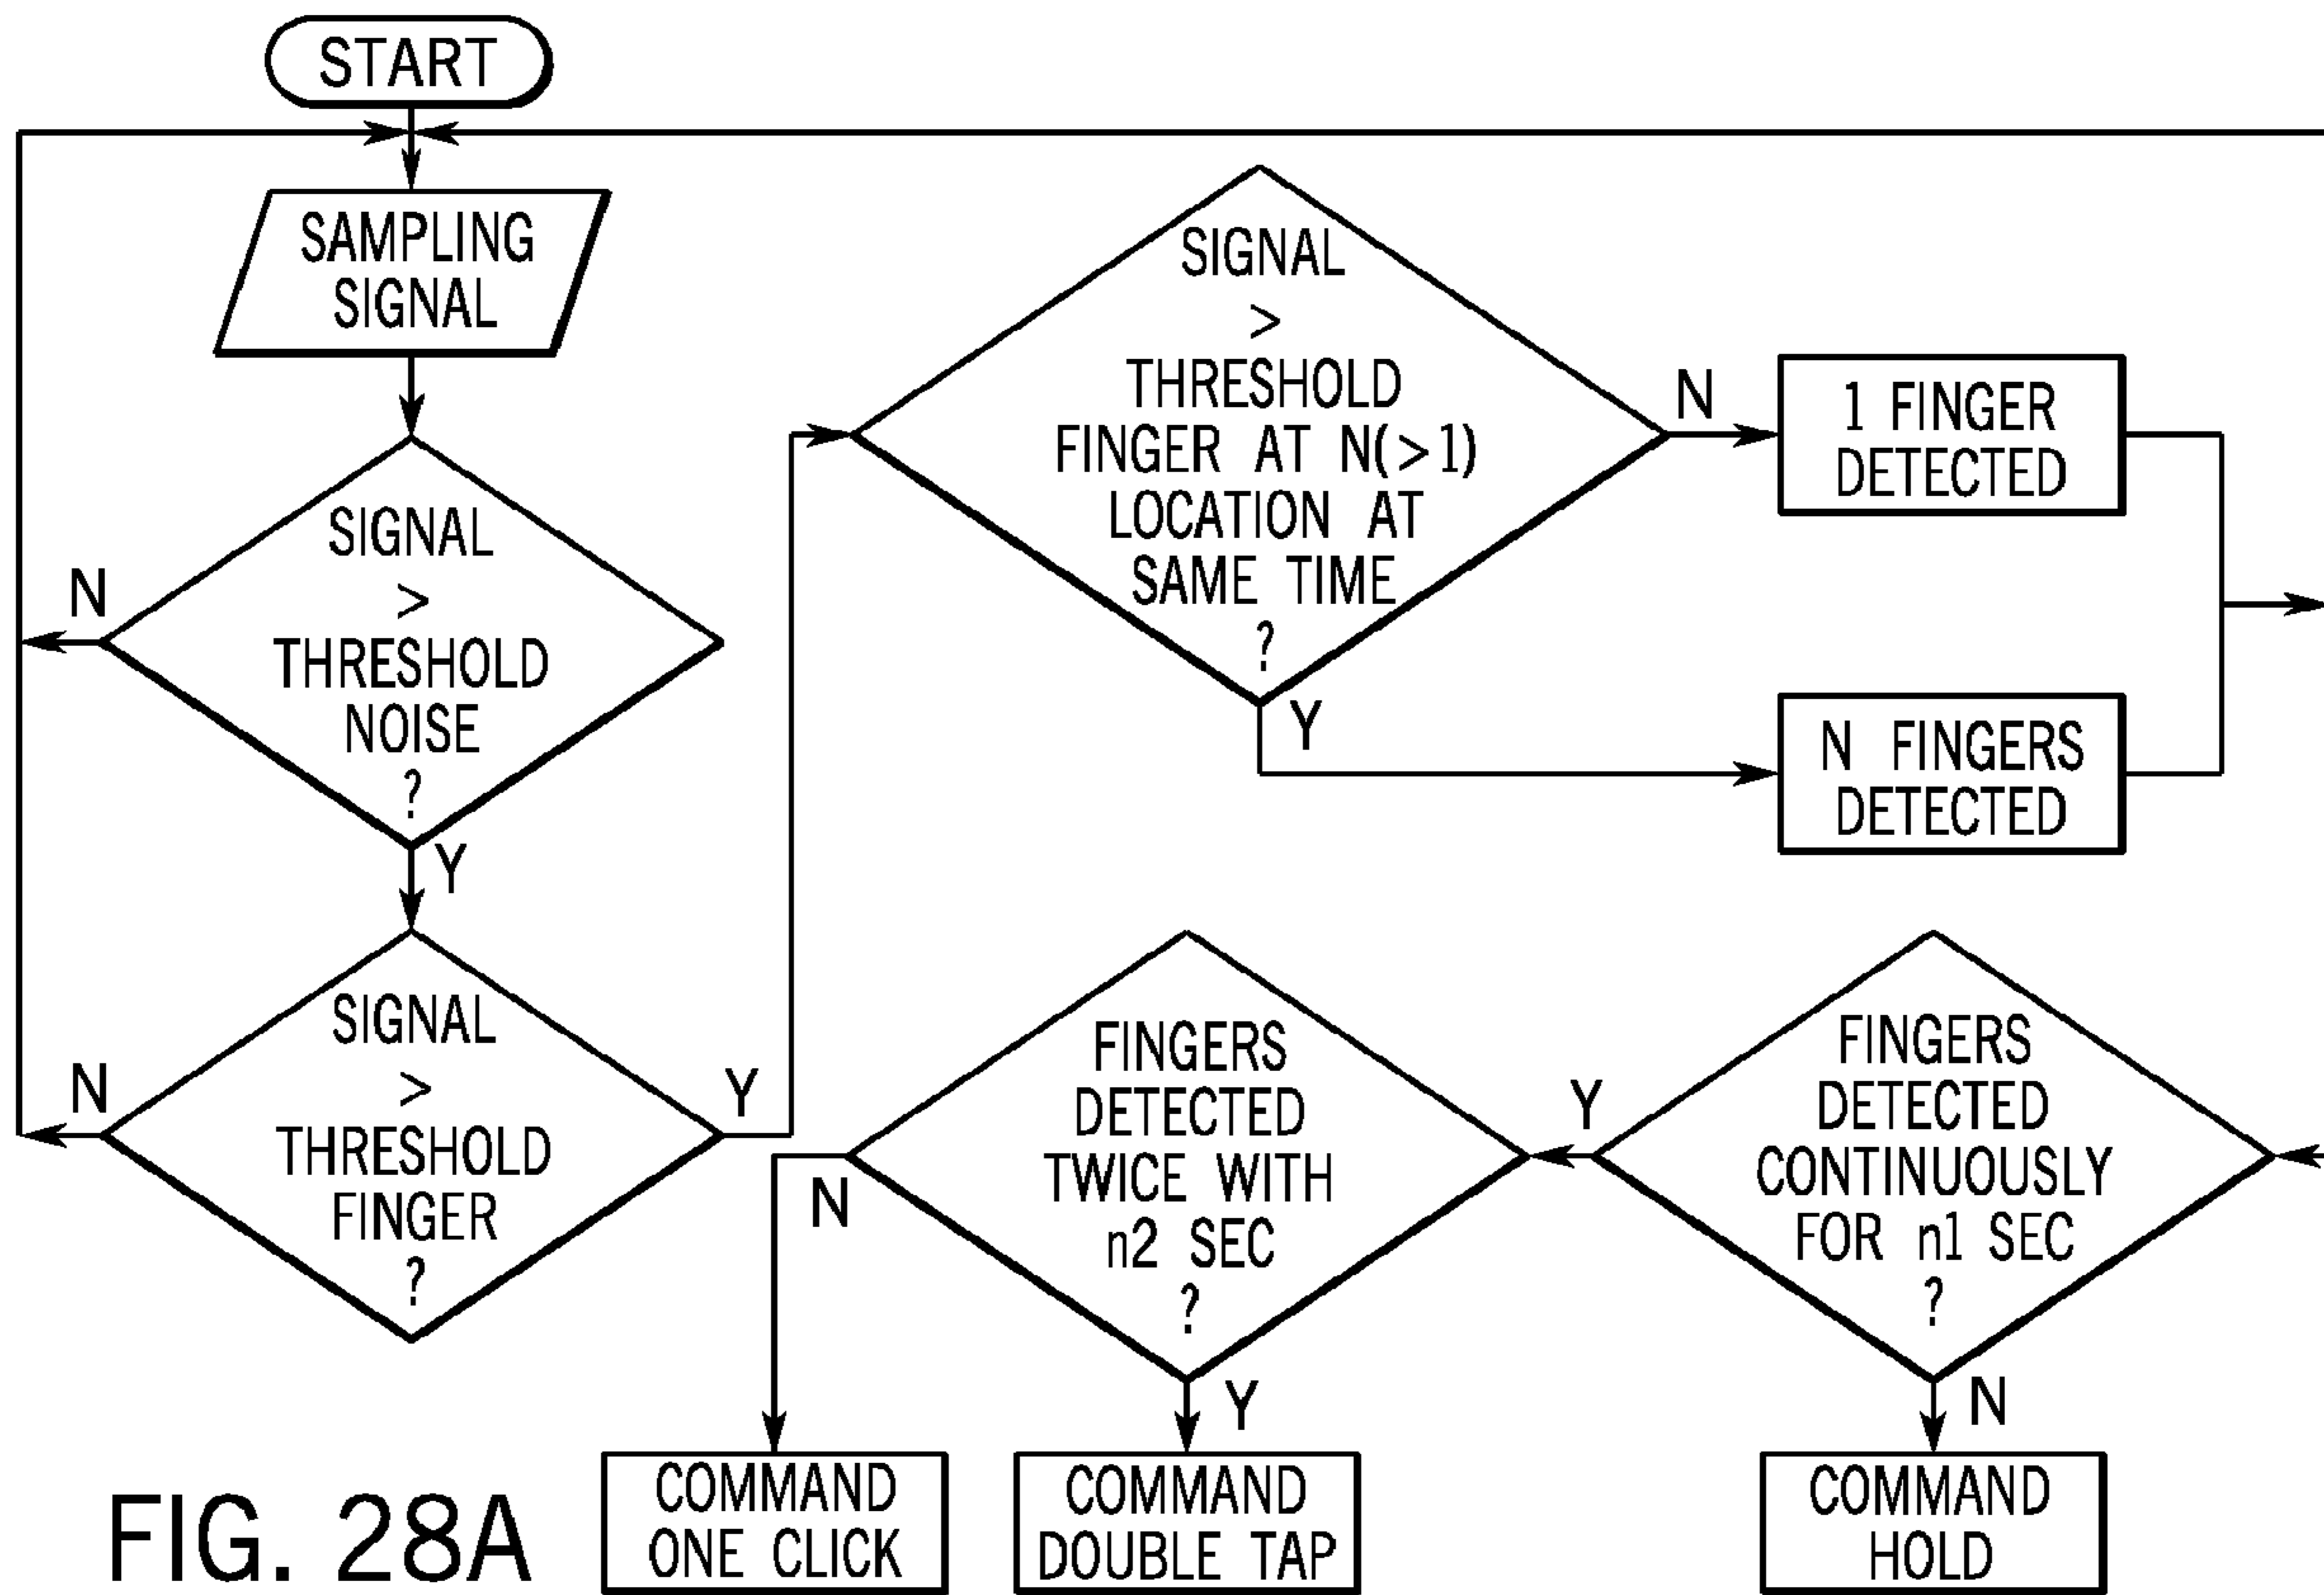 START
SAMPLING
SIGNAL
SIGNAL
>
THRESHOLD
NOISE
?
N
Y
SIGNAL
>
THRESHOLD
FINGER
?
N
Y
SIGNAL
>
THRESHOLD
FINGER AT N(>1)
LOCATION AT
SAME TIME
?
N
Y
1 FINGER
DETECTED
N FINGERS
DETECTED
FINGERS
DETECTED
CONTINUOUSLY
FOR n1 SEC
?
Y
N
FINGERS
DETECTED
TWICE WITH
n2 SEC
?
N
Y
COMMAND
ONE CLICK
COMMAND
DOUBLE TAP
COMMAND
HOLD
FIG. 28A